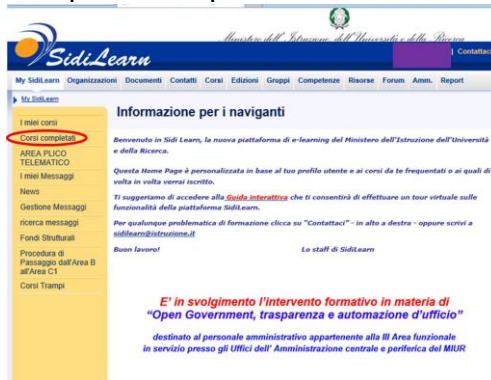 Ministero dell'Istruzione dell'Università e della Ricerca
SidiLearn
Contattaci
My SidiLearn Organizzazioni Documenti Contatti Corsi Edizioni Gruppi Competenze Risorse Forum Amm. Report
My SidiLearn
I miei corsi
Corsi completati
AREA PLICO
TELEMATICO
I miei Messaggi
News
Gestione Messaggi
ricerca messaggi
Fondi Strutturali
Procedura di
Passaggio dall'Area B
all'Area C1
Corsi Trampi
Informazione per i naviganti
Benvenuto in Sidi Learn, la nuova piattaforma di e-learning del Ministero dell'Istruzione dell'Università
e della Ricerca.
Questa Home Page è personalizzata in base al tuo profilo utente e ai corsi da te frequentati o ai quali di
volta in volta verrai iscritto.
Ti suggeriamo di accedere alla Guida interattiva che ti consentirà di effettuare un tour virtuale sulle
funzionalità della piattaforma SidiLearn.
Per qualunque problematica di formazione clicca su "Contattaci" - in alto a destra - oppure scrivi a
sidilearn@istruzione.it
Buon lavoro! Lo staff di SidiLearn
E' in svolgimento l'intervento formativo in materia di
"Open Government, trasparenza e automazione d'ufficio"
destinato al personale amministrativo appartenente alla III Area funzionale
in servizio presso gli Uffici dell' Amministrazione centrale e periferica del MIUR